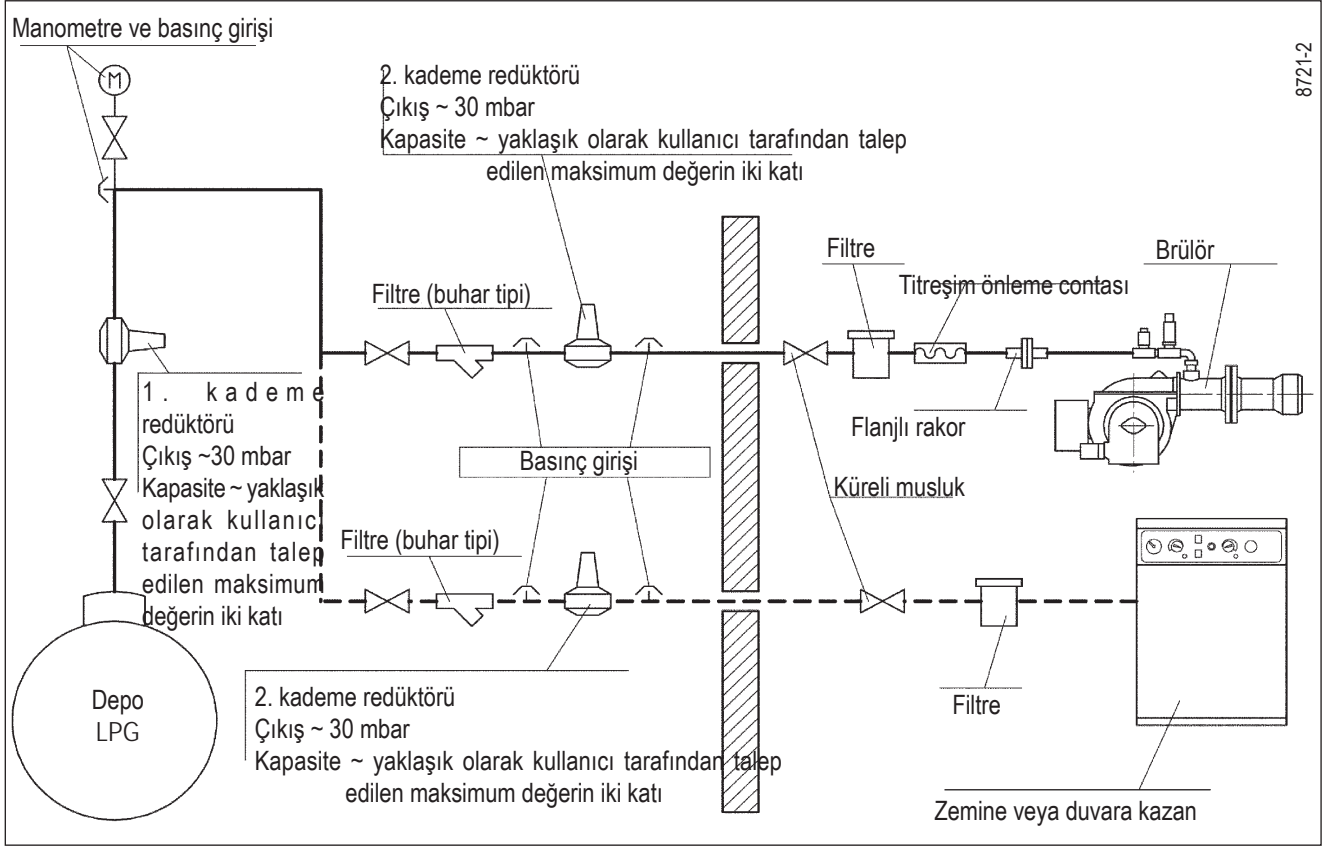 Manometre ve basınç girişi
M
8721-2
2. kademe redüktörü
Çıkış ~ 30 mbar
Kapasite ~ yaklaşık olarak kullanıcı tarafından talep
edilen maksimum değerin iki katı
Filtre
Brülör
Titreşim önleme contası
Filtre (buhar tipi)
1. kademe
redüktörü
Çıkış ~30 mbar
Kapasite ~ yaklaşık
olarak kullanıcı
tarafından talep
edilen maksimum
değerin iki katı
Flanjlı rakor
Basınç girişi
Küreli musluk
Filtre (buhar tipi)
Depo
LPG
2. kademe redüktörü
Çıkış ~ 30 mbar
Kapasite ~ yaklaşık olarak kullanıcı tarafından talep
edilen maksimum değerin iki katı
Filtre
Zemine veya duvara kazan